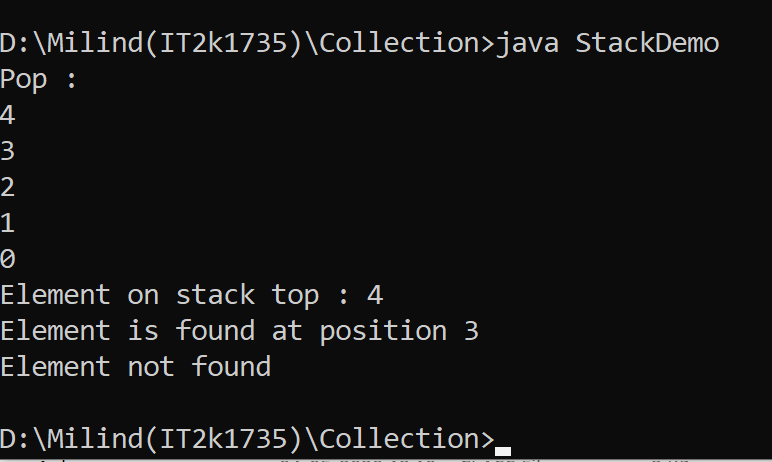 D:\Milind(IT2k1735)\Collection>java StackDemo
Pop :
4
3
2
1
0
Element on stack top : 4
Element is found at position 3
Element not found
D:\Milind(IT2k1735)\Collection>